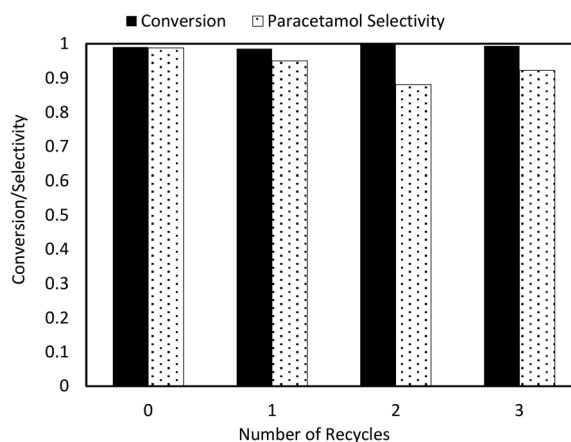 Conversion Paracetamol Selectivity
1
0.9
0.8
0.7
0.6
0.5
0.4
0.3
0.2
0.1
0
Conversion/Selectivity
0 1 2 3
Number of Recycles